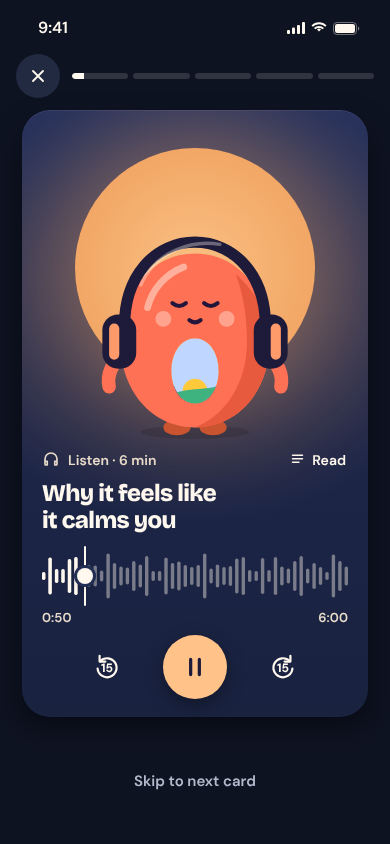 9:41
Listen · 6 min
Read
Why it feels like
it calms you
0:50
6:00
15
15
Skip to next card